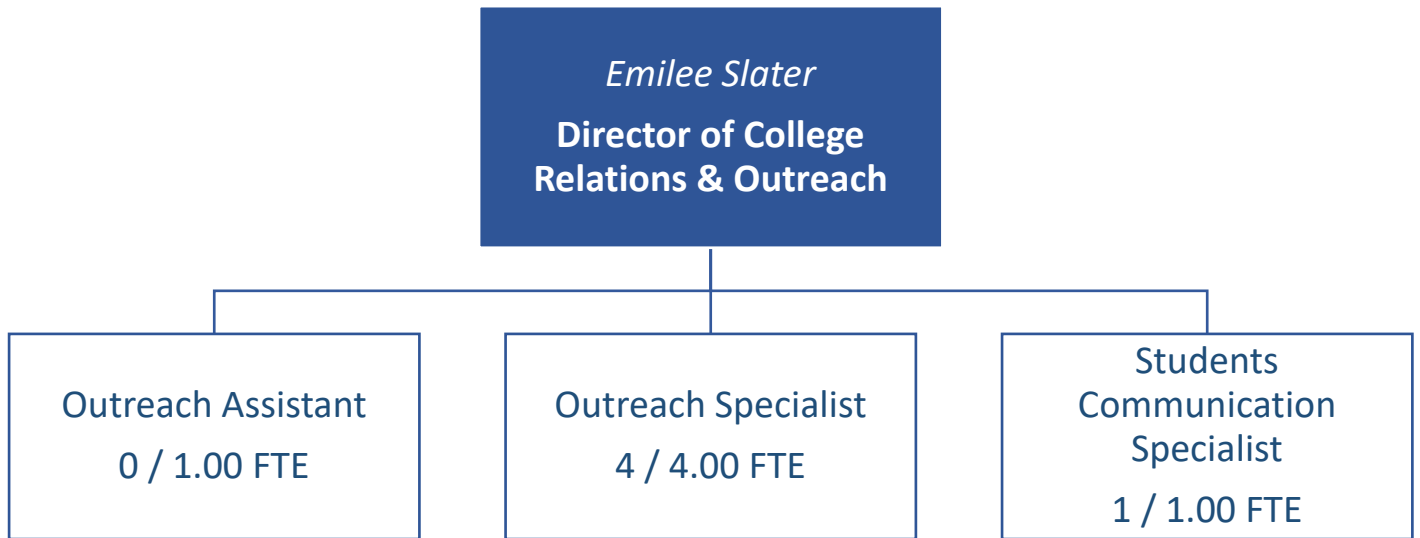 Emilee Slater
Director of College
Relations & Outreach
Outreach Assistant
0 / 1.00 FTE
Outreach Specialist
4 / 4.00 FTE
Students
Communication
Specialist
1 / 1.00 FTE